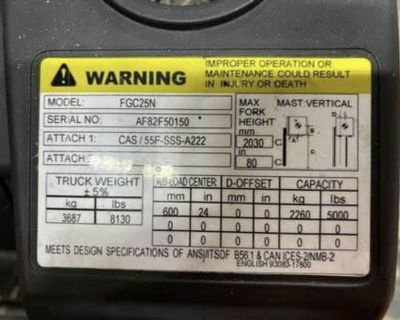 WARNING
IMPROPER OPERATION OR
MAINTENANCE COULD RESULT
IN INJURY OR DEATH
MODEL: FGC25N
SERIAL NO: AF82F50150
ATTACH 1: CAS / 55F-SSS-A222
ATTACH
MAX FORK HEIGHT
MAST: VERTICAL
mm
2030 C
in
80 C
TRUCK WEIGHT
±5%
kg lbs
3687 8130
A/B-LOAD CENTER D-OFFSET CAPACITY
mm in mm in kg lbs
600 24 0 0 2260 5000
0 0 0 0 0 0
0 0 0 0 0 0
MEETS DESIGN SPECIFICATIONS OF ANSI/ITSDF B56.1 & CAN ICES-2/NMB-2
ENGLISH 93083-17800